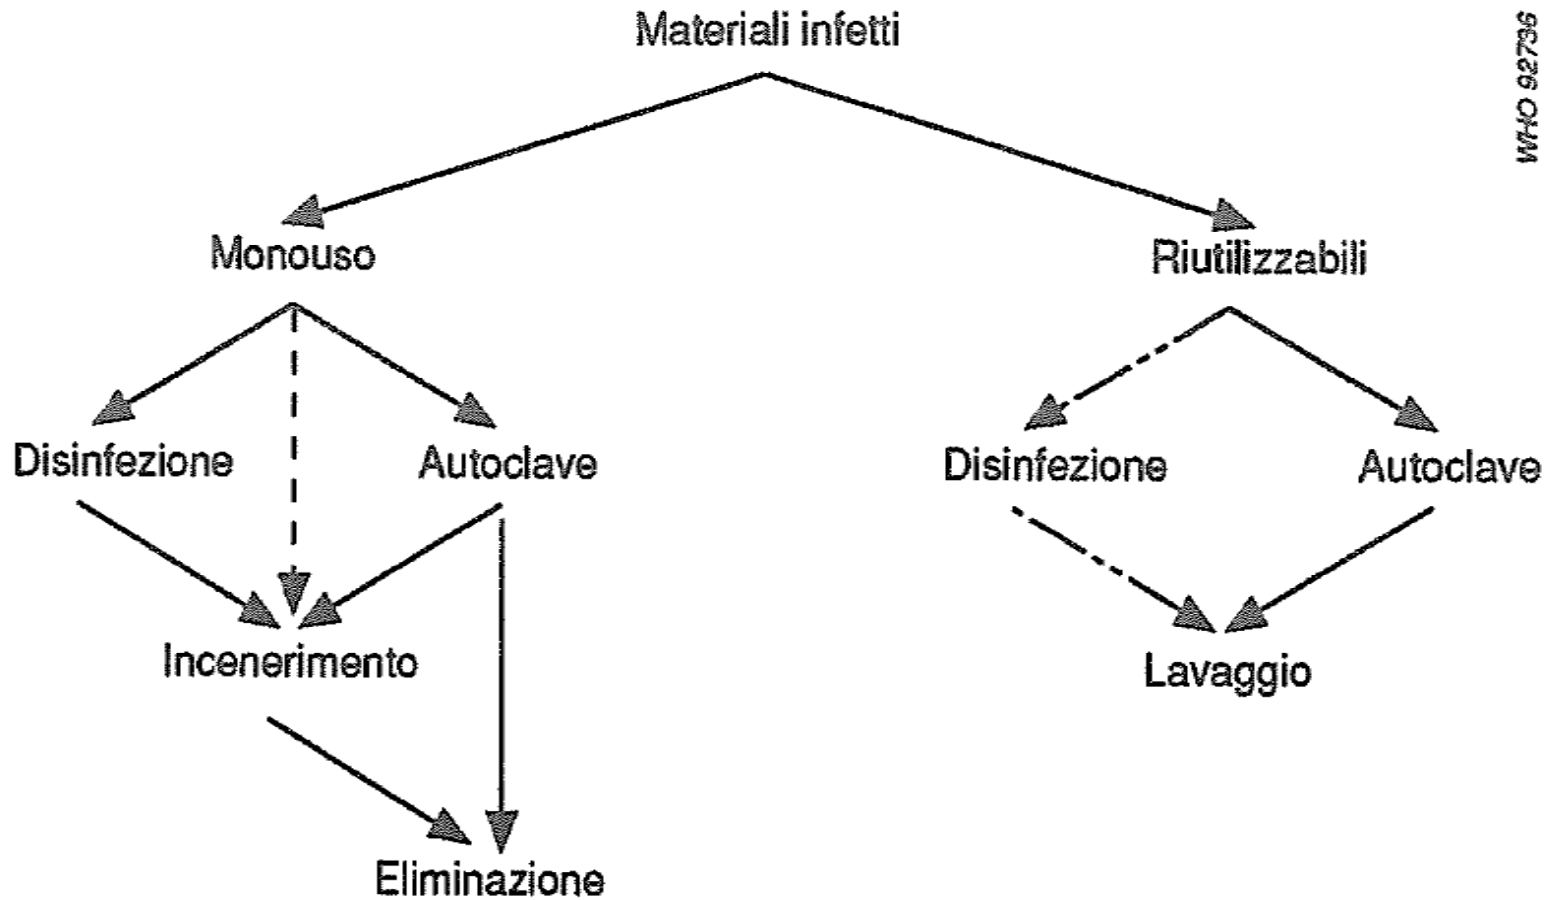 Materiali infetti
WHO 92736
Monouso
Riutilizzabili
Disinfezione
Autoclave
Disinfezione
Autoclave
Incenerimento
Lavaggio
Eliminazione